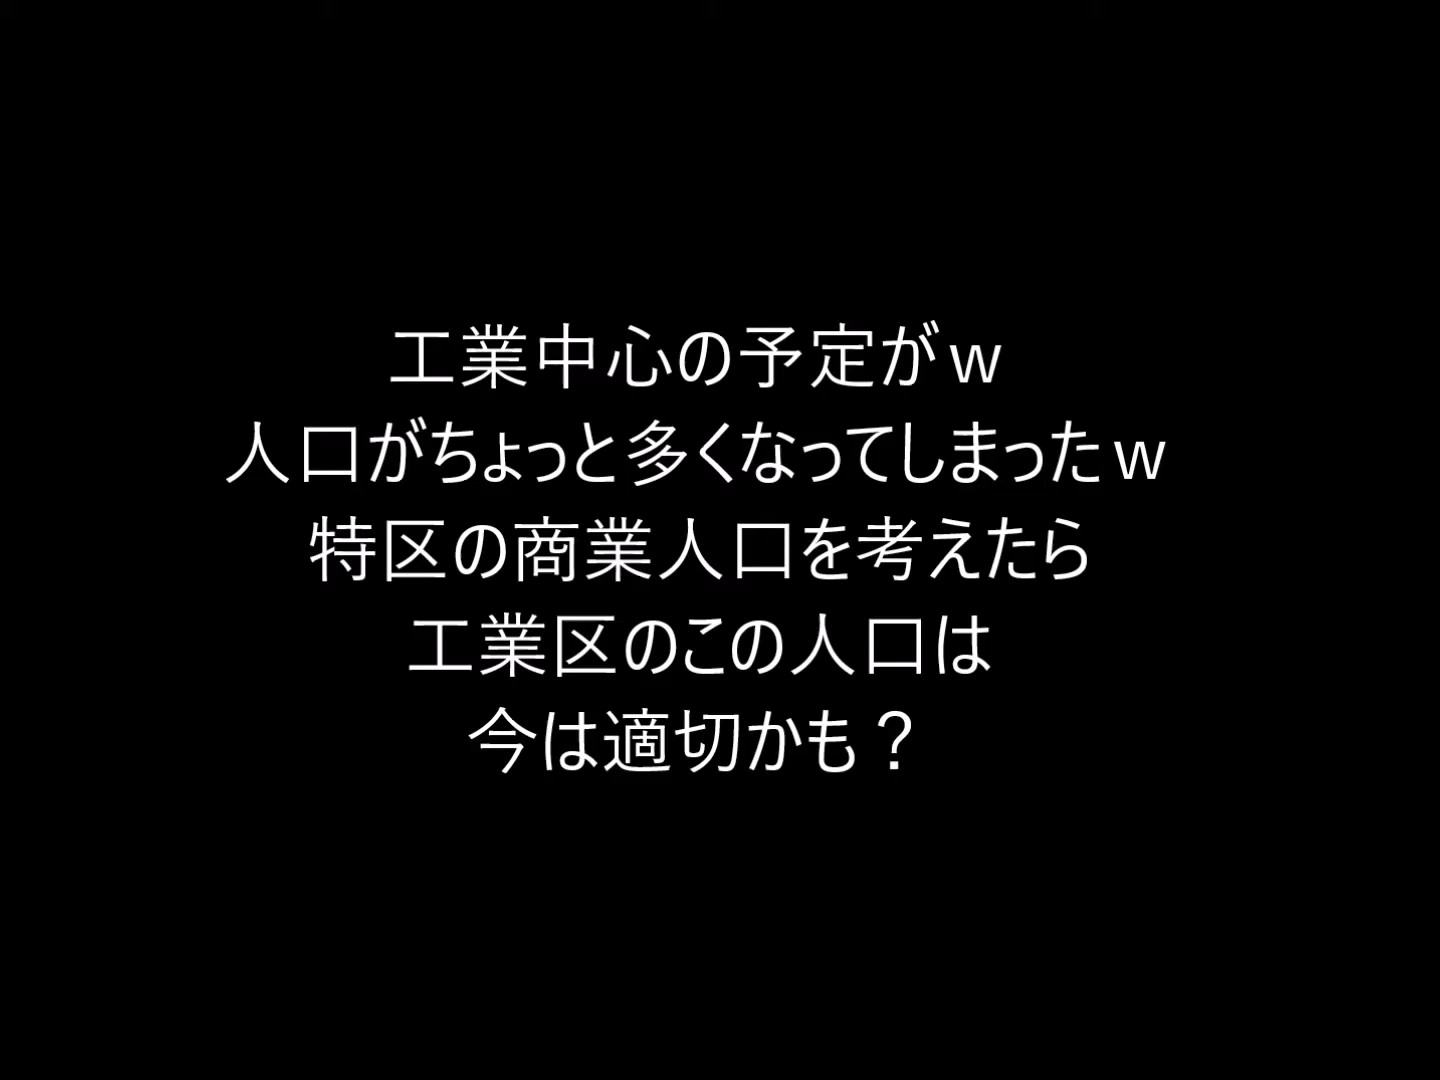 工業中心の予定がｗ
人口がちょっと多くなってしまったｗ
特区の商業人口を考えたら
工業区のこの人口は
今は適切かも？